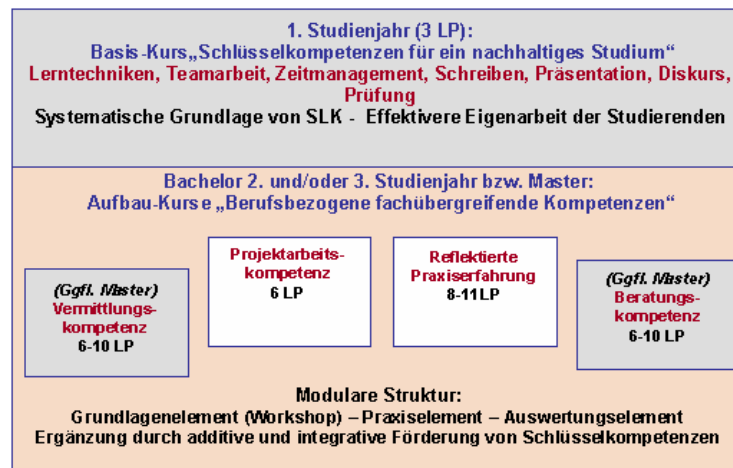 1. Studienjahr (3 LP):
Basis-Kurs„Schlüsselkompetenzen für ein nachhaltiges Studium“
Lerntechniken, Teamarbeit, Zeitmanagement, Schreiben, Präsentation, Diskurs,
Prüfung
Systematische Grundlage von SLK - Effektivere Eigenarbeit der Studierenden
Bachelor 2. und/oder 3. Studienjahr bzw. Master:
Aufbau-Kurse „Berufsbezogene fachübergreifende Kompetenzen“
(Ggfl. Master)
Vermittlungs-
kompetenz
6-10 LP
Projektarbeits-
kompetenz
6 LP
Reflektierte
Praxiserfahrung
8-11LP
(Ggfl. Master)
Beratungs-
kompetenz
6-10 LP
Modulare Struktur:
Grundlagenelement (Workshop) – Praxiselement – Auswertungselement
Ergänzung durch additive und integrative Förderung von Schlüsselkompetenzen